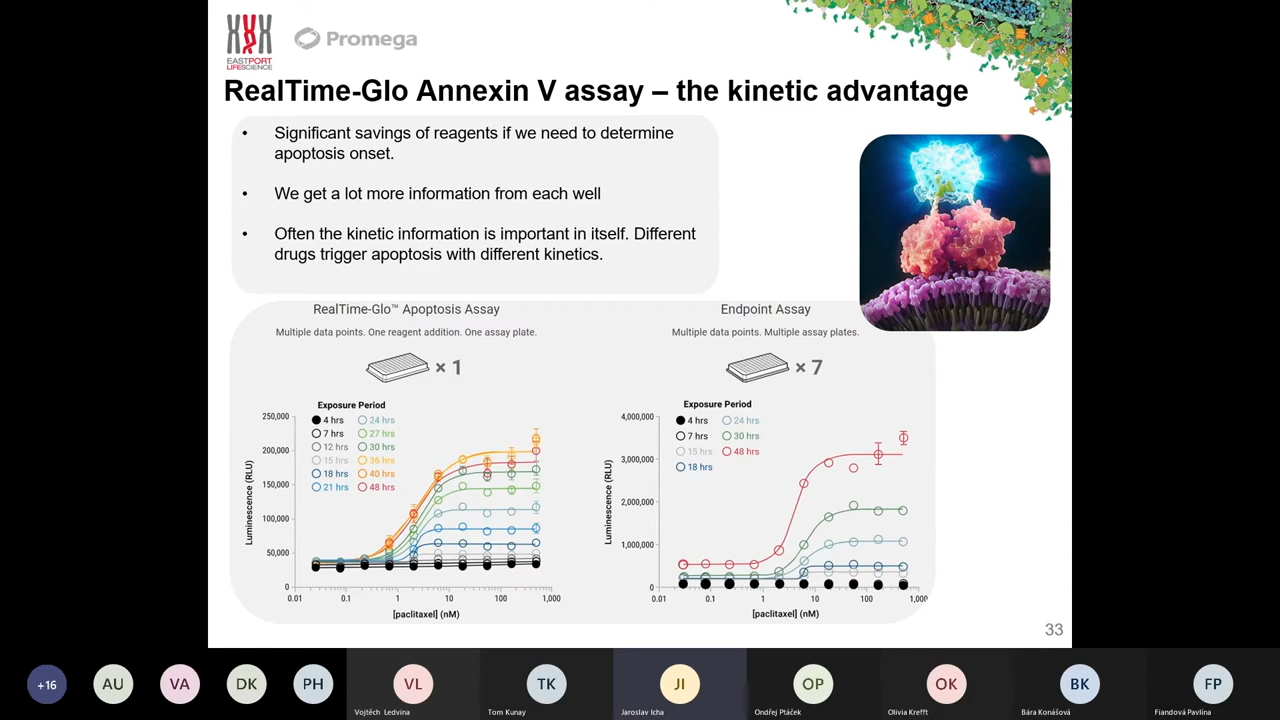 EASTPORT
LIFESCIENCE
Promega
RealTime-Glo Annexin V assay – the kinetic advantage
• Significant savings of reagents if we need to determine
apoptosis onset.
• We get a lot more information from each well
• Often the kinetic information is important in itself. Different
drugs trigger apoptosis with different kinetics.
RealTime-Glo™ Apoptosis Assay
Multiple data points. One reagent addition. One assay plate.
× 1
Exposure Period
4 hrs
7 hrs
12 hrs
15 hrs
18 hrs
21 hrs
24 hrs
27 hrs
30 hrs
36 hrs
40 hrs
48 hrs
Luminescence (RLU)
250,000
200,000
150,000
100,000
50,000
0
0.01 0.1 1 10 100 1,000
[paclitaxel] (nM)
Endpoint Assay
Multiple data points. Multiple assay plates.
× 7
Exposure Period
4 hrs
7 hrs
15 hrs
18 hrs
24 hrs
30 hrs
48 hrs
Luminescence (RLU)
4,000,000
3,000,000
2,000,000
1,000,000
0
0.01 0.1 1 10 100 1,000
[paclitaxel] (nM)
33
+16
AU
VA
DK
PH
VL
Vojtěch Ledvina
TK
Tom Kunay
JI
Jaroslav Icha
OP
Ondřej Ptáček
OK
Olivia Krefft
BK
Bára Konášová
FP
Fiandová Pavlína